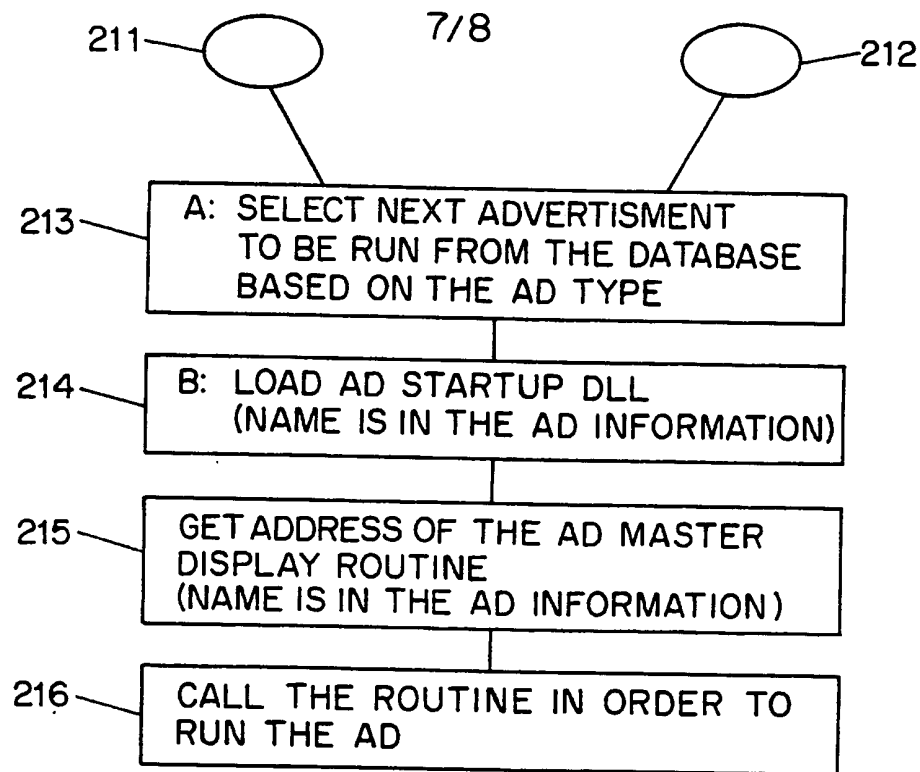 7/8
211
212
213
A: SELECT NEXT ADVERTISMENT
TO BE RUN FROM THE DATABASE
BASED ON THE AD TYPE
214
B: LOAD AD STARTUP DLL
(NAME IS IN THE AD INFORMATION)
215
GET ADDRESS OF THE AD MASTER
DISPLAY ROUTINE
(NAME IS IN THE AD INFORMATION)
216
CALL THE ROUTINE IN ORDER TO
RUN THE AD